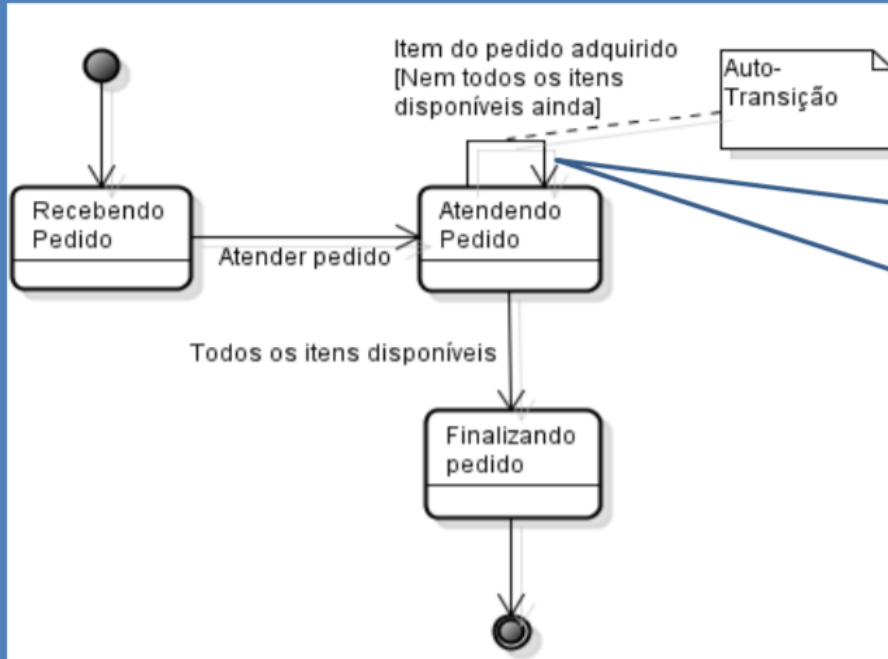 Item do pedido adquirido
[Nem todos os itens
disponíveis ainda]
Auto-
Transição
Recebendo
Pedido
Atender pedido
Atendendo
Pedido
Todos os itens disponíveis
Finalizando
pedido